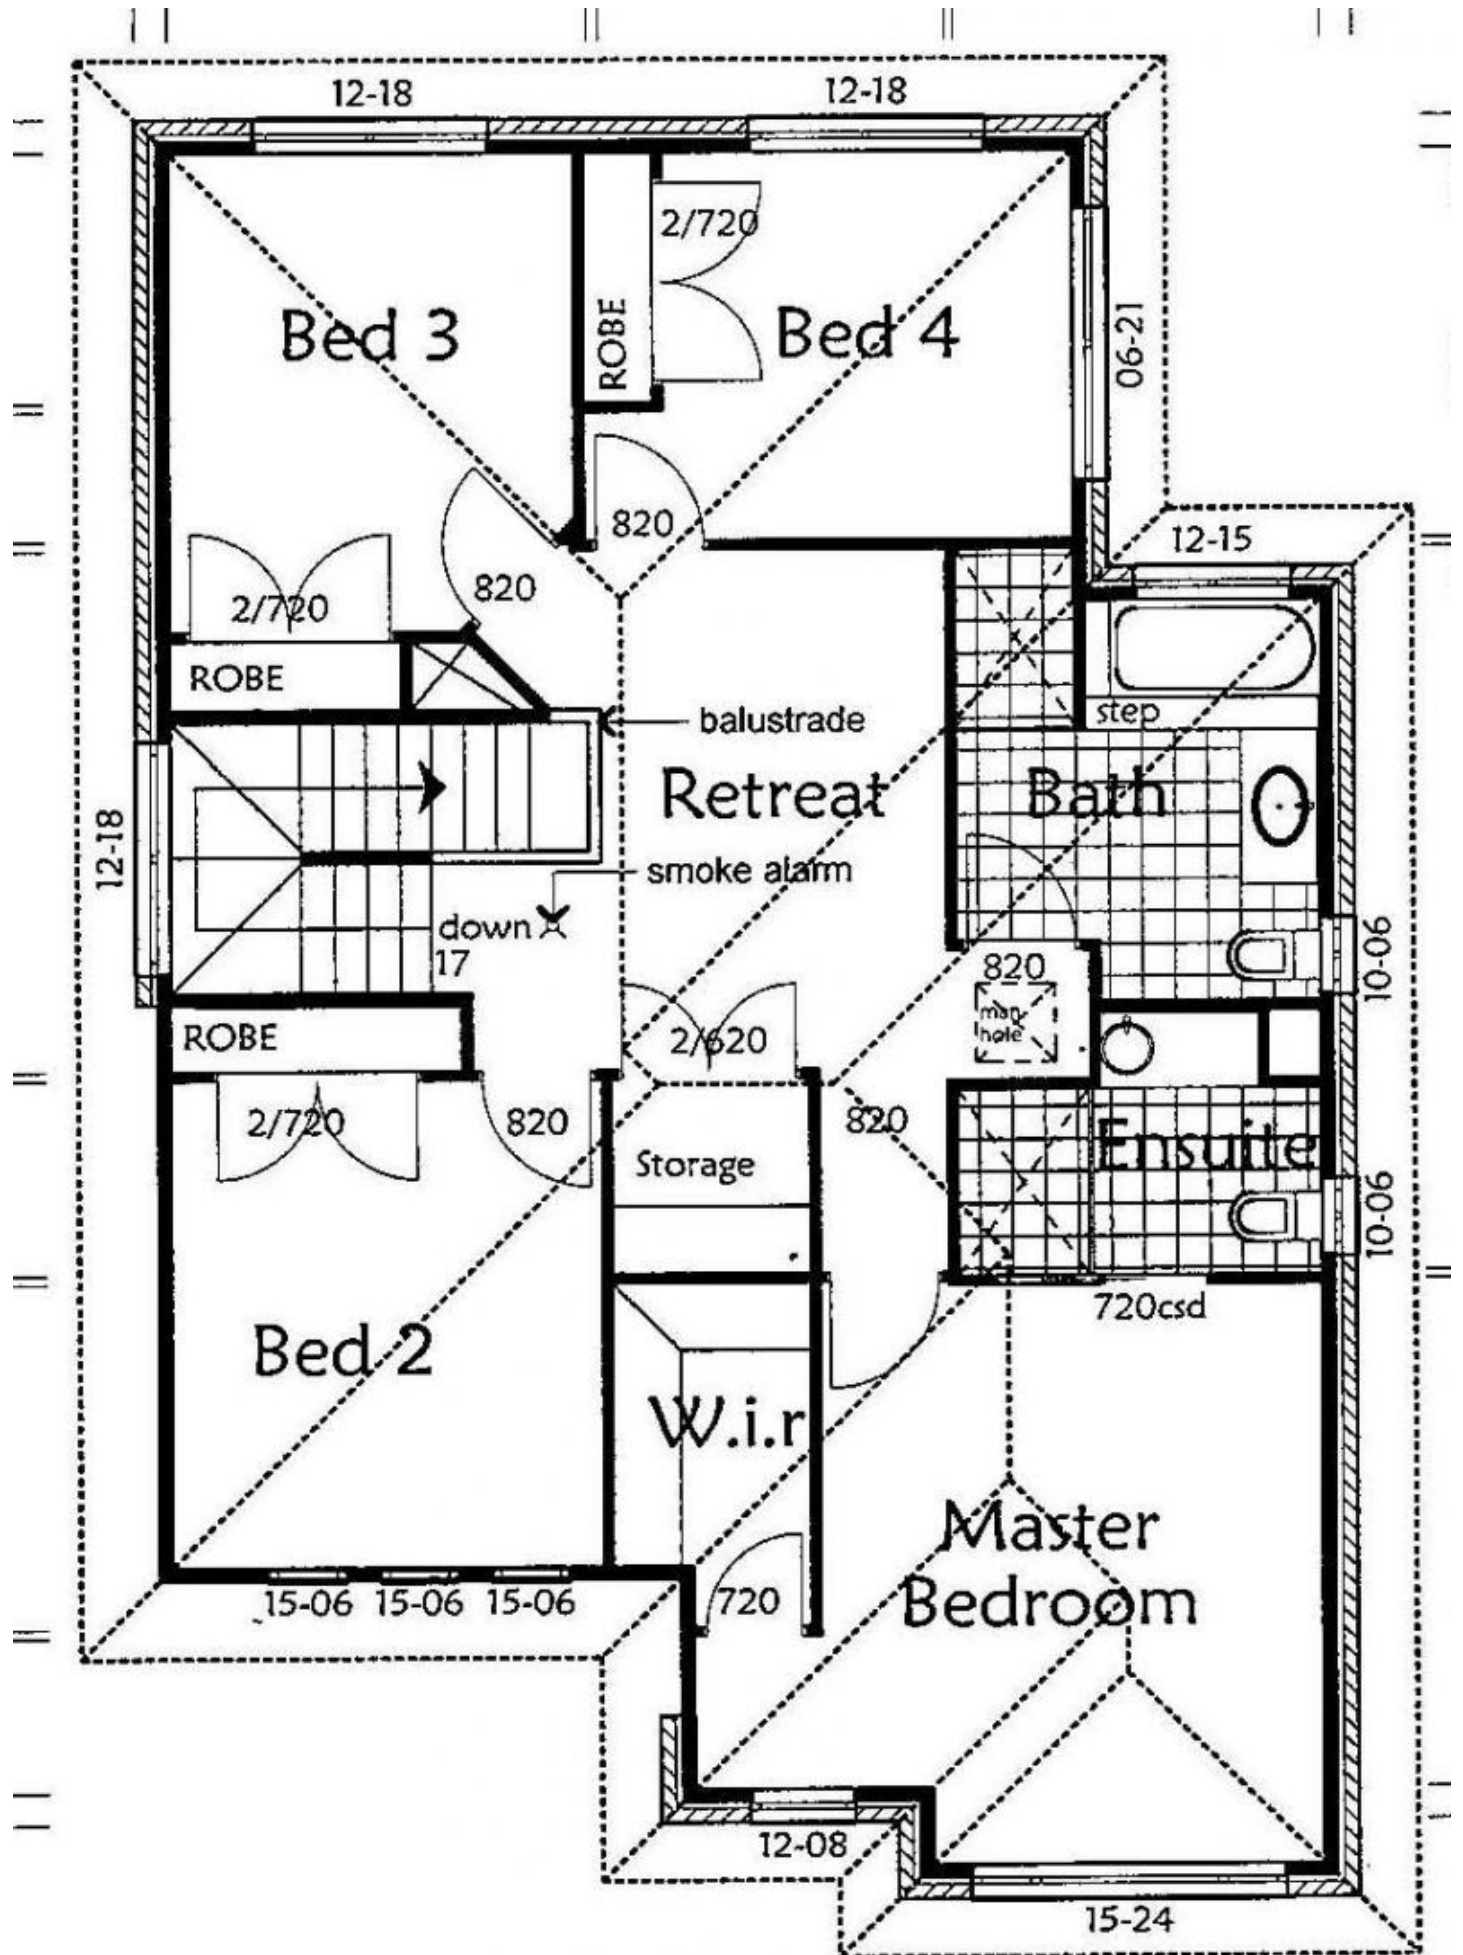 12-18
12-18
2/720
Bed 3
ROBE
Bed 4
06-21
820
12-15
820
2/720
ROBE
step
balustrade
Retreat
Bath
12-18
smoke alarm
down
17
820
10-06
man
hole
ROBE
2/620
2/720
820
820
Ensuite
Storage
10-06
720csd
Bed 2
W.i.r
Master
Bedroom
15-06
15-06
15-06
720
12-08
15-24